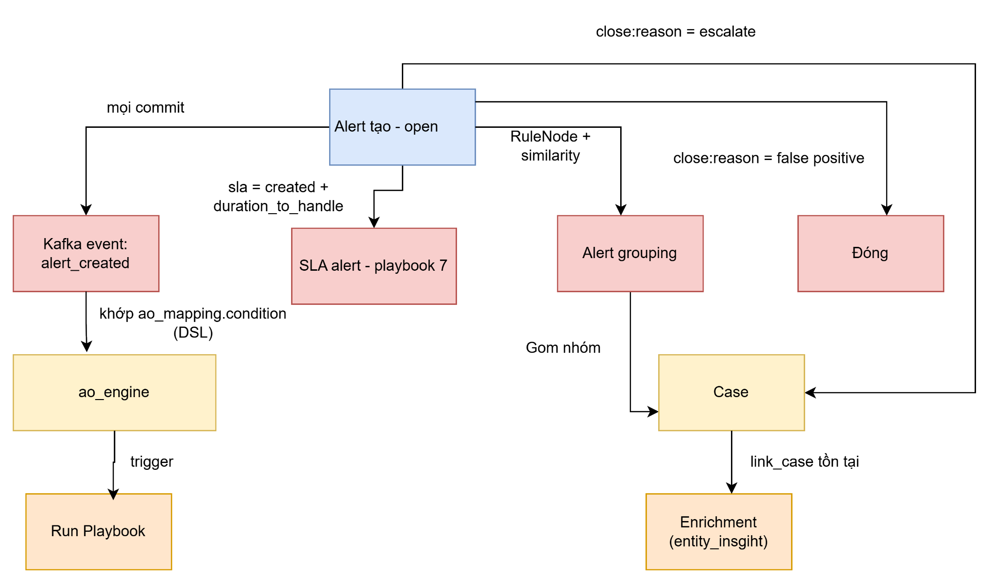 close:reason = escalate
mọi commit
Alert tạo - open
RuleNode +
similarity
close:reason = false positive
sla = created +
duration_to_handle
Kafka event:
alert_created
SLA alert - playbook 7
Alert grouping
Đóng
khớp ao_mapping.condition
(DSL)
Gom nhóm
ao_engine
Case
trigger
link_case tồn tại
Run Playbook
Enrichment
(entity_insgiht)